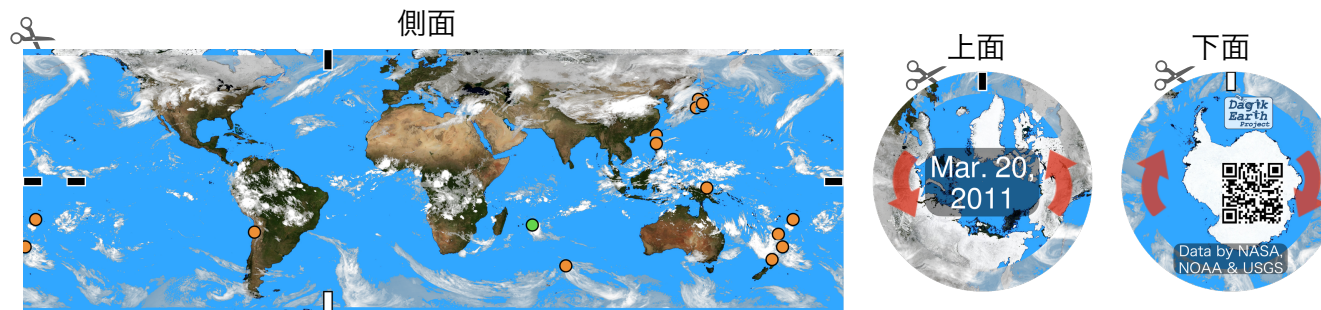 側面
上面
下面
Mar. 20,
2011
Dagik
Earth
Project
Data by NASA,
NOAA & USGS